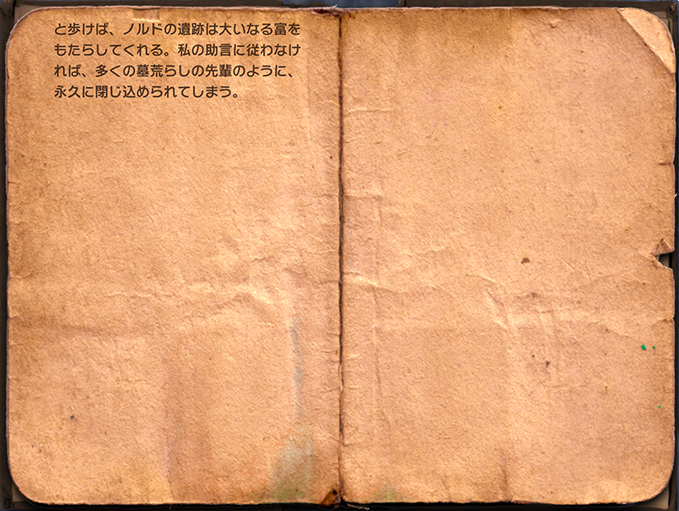 と歩けば、ノルドの遺跡は大いなる富を
もたらしてくれる。私の助言に従わなけ
れば、多くの墓荒らしの先輩のように、
永久に閉じ込められてしまう。